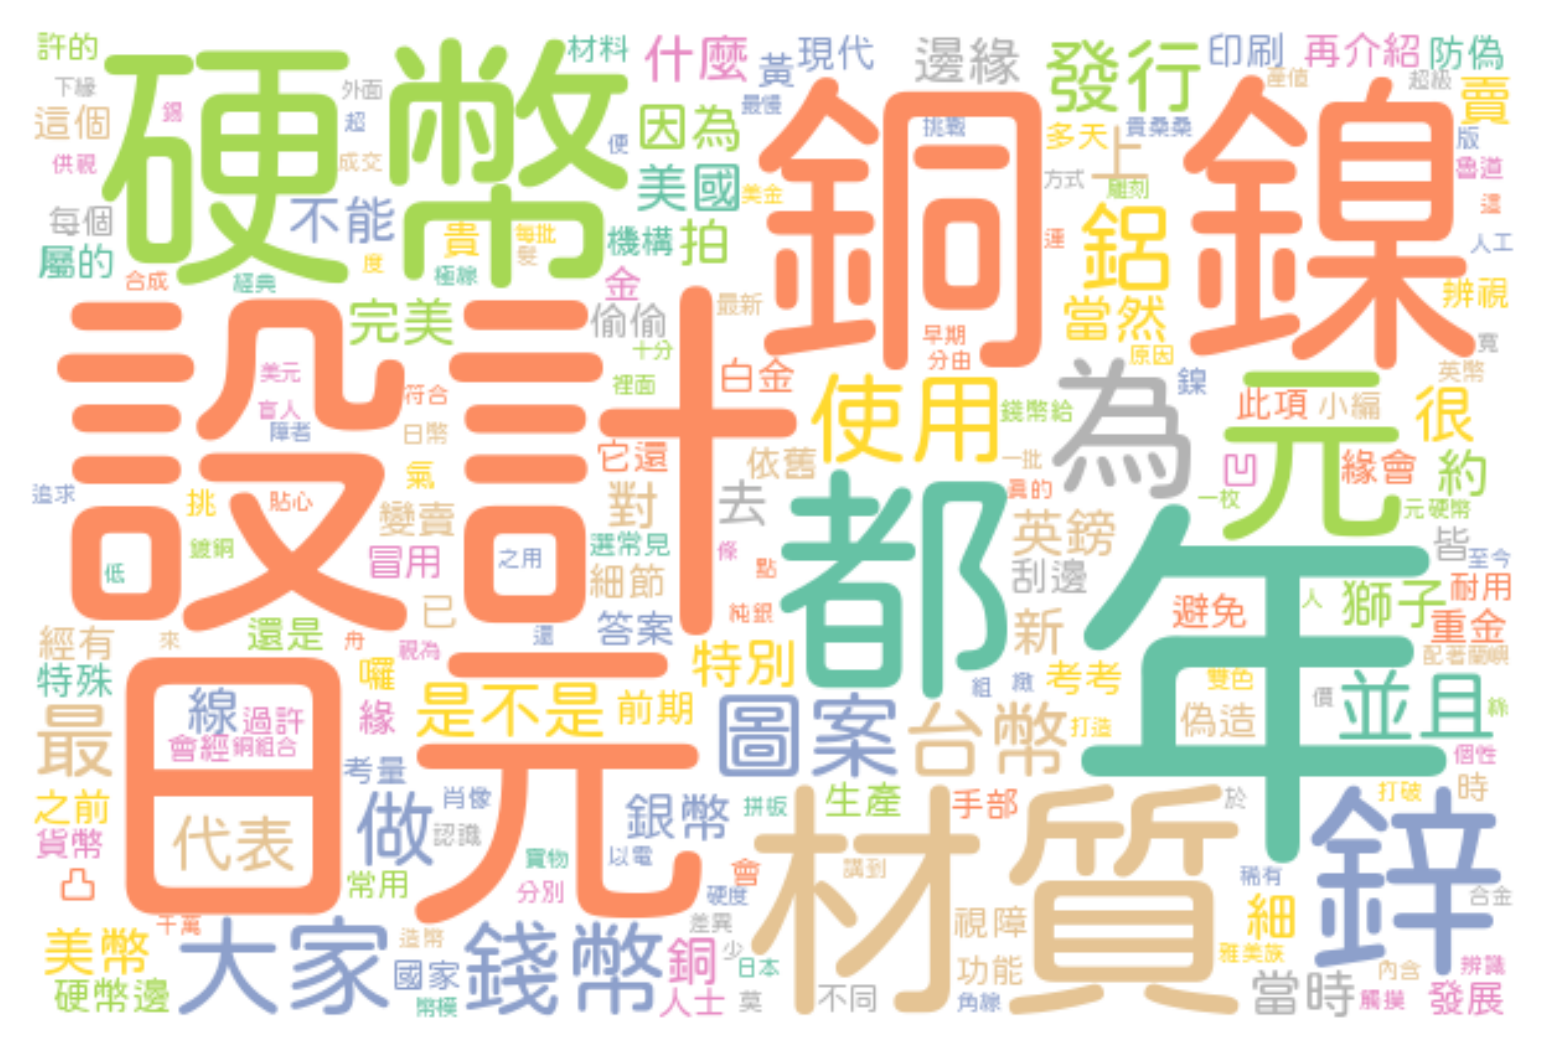 許的
下緣
這個
供視
每個
屬的
硬幣
錫
外面
超
成交
不能
合成
經典
度
材料
什麼
黃
現代
最慢
因為
便
美國
美金
貴
每批
髮
機構
拍
極線
金
邊緣
挑戰
發行
印刷
再介紹
防偽
產值
超級
賣
多天
上
貴桑桑
版
方式
雕刻
魯道
鋁
人工
辨視
銅
鎳
當然
早期
分由
原因
寬
英幣
設計
美元
盲人
障者
完美
偷偷
十分
最新
裡面
符合
日幣
白金
使用
錢幣給
為
鎳
此項
小編
很
元
凹
緣會
約
追求
挑
貼心
氣
它還
依舊
一批
真的
一枚
元硬幣
變賣
對
去
英鎊
皆
至今
鍍銅
低
冒用
之用
選常見
細節
條
點
刮邊
都
年
已
純銀
新
避免
人
獅子
耐用
重金
配著蘭嶼
經有
來
還是
舟
視為
還
答案
特殊
囉
特別
組
緻
考考
雙色
價
並且
日元
線
過許
會經
銅組合
緣
是不是
前期
圖案
台幣
打造
偽造
個性
最
考量
之前
代表
做
肖像
認識
銀幣
拼板
生產
手部
於
打破
時
貨幣
凸
常用
買物
以電
分別
會
硬度
講到
材質
稀有
鋅
合金
千萬
差異
視障
細
美幣
大家
造幣
國家
錢幣
銅
少
日本
功能
雅美族
內含
辨識
硬幣邊
幣模
人士
莫
不同
角線
當時
觸摸
發展